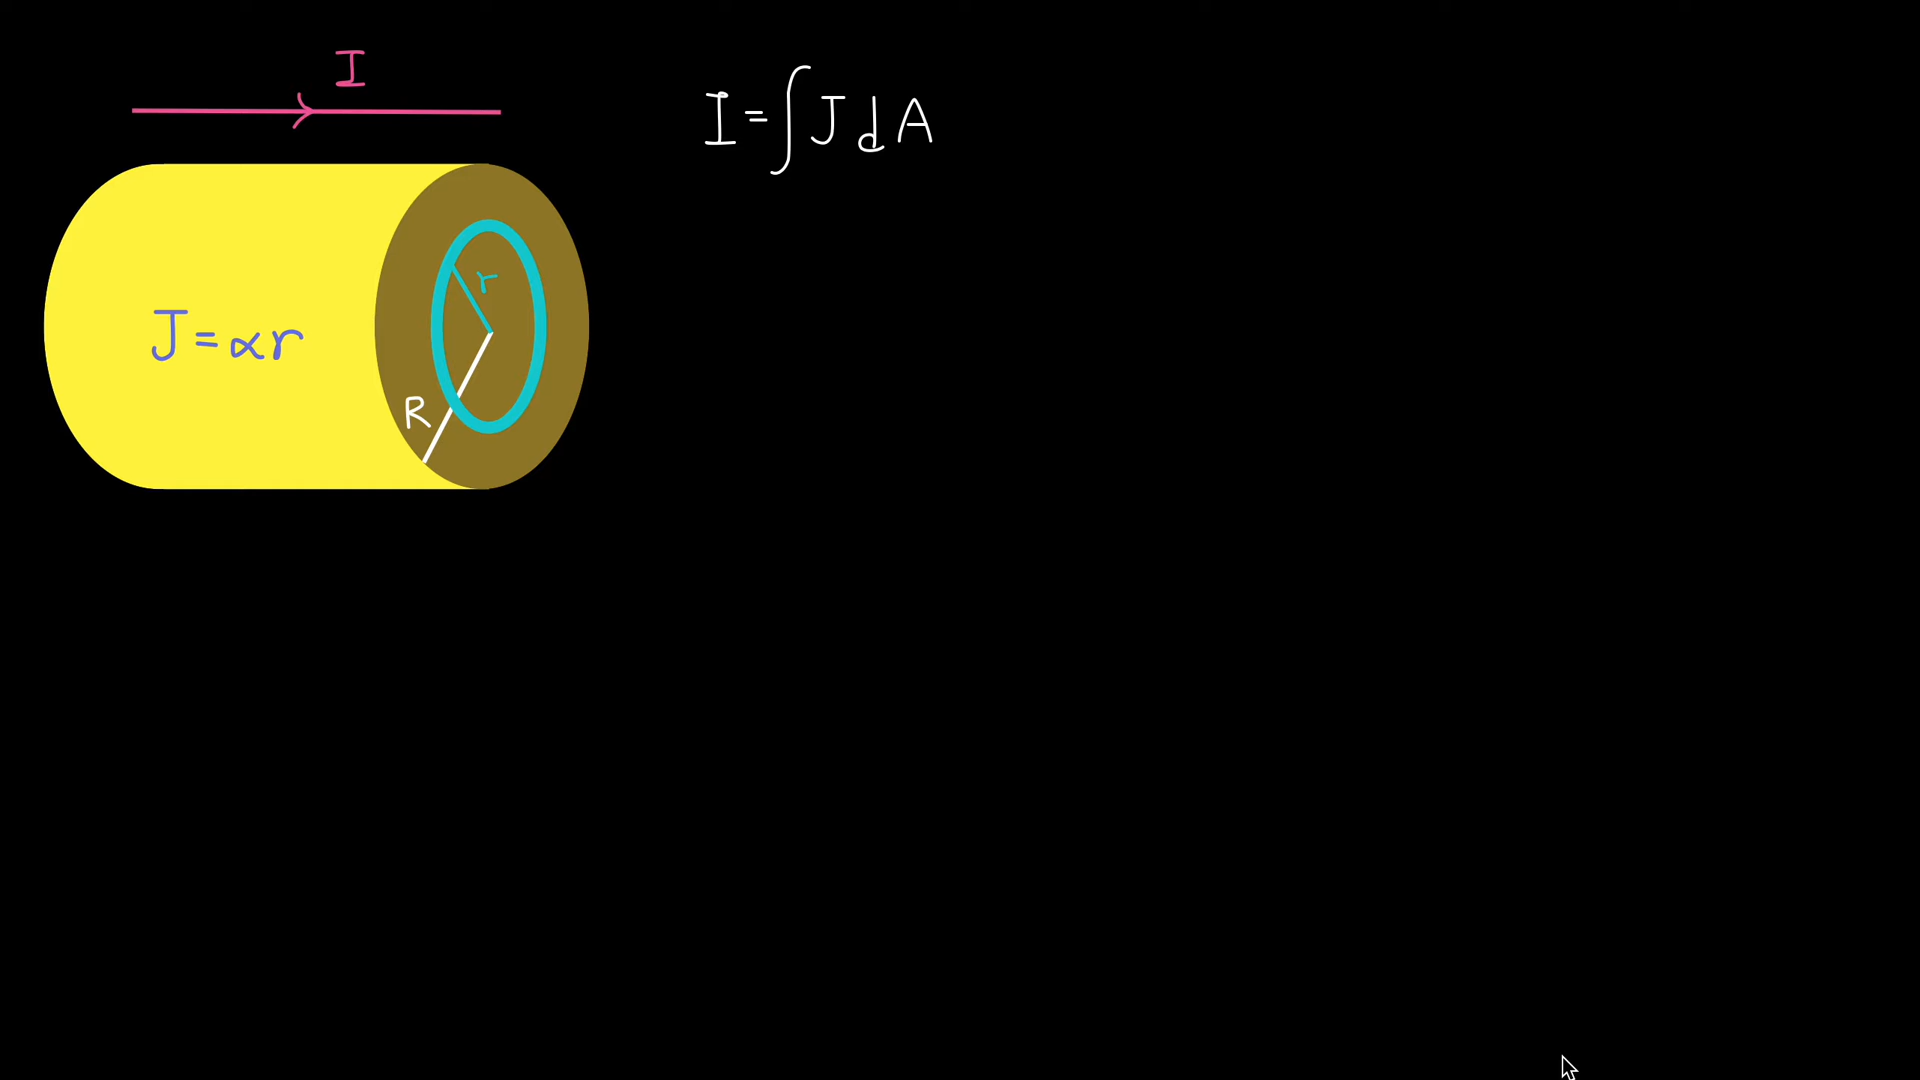 I
I = ∫ J dA
r
J = αr
R